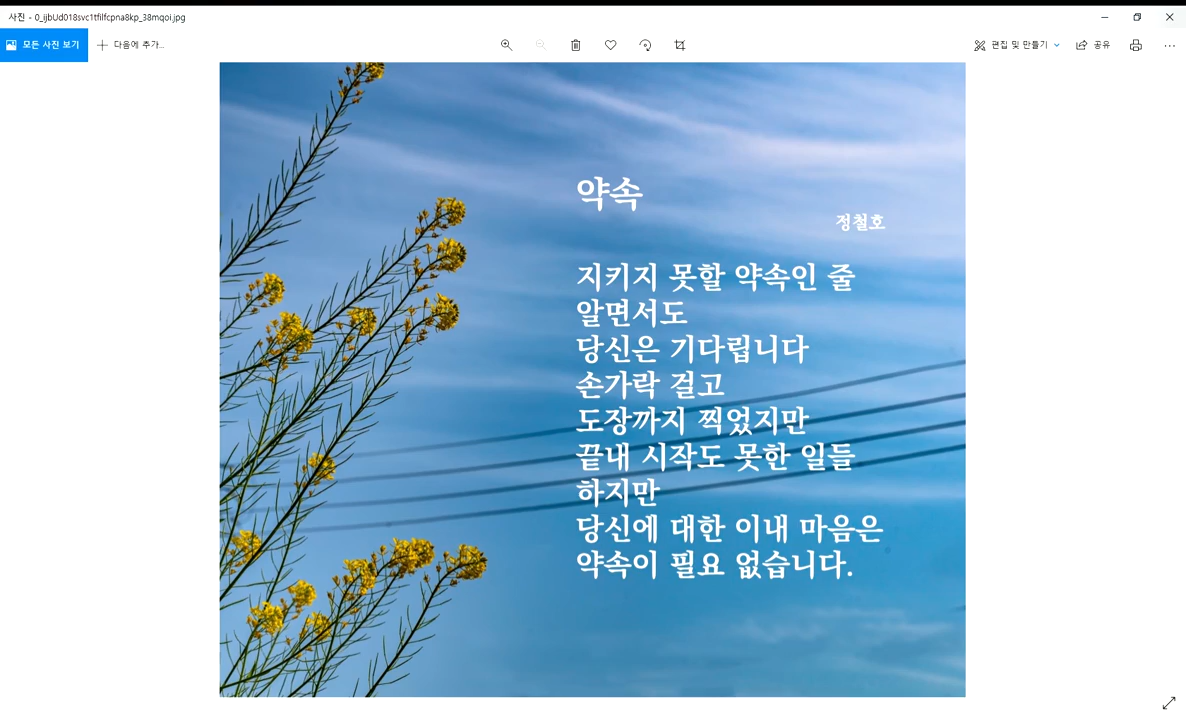 사진 - 0_ijbUd018svc1tfilfcpna8kp_38mqoi.jpg
모든 사진 보기
다음에 추가...
편집 및 만들기
공유
약속
정철호
지키지 못할 약속인 줄
알면서도
당신은 기다립니다
손가락 걸고
도장까지 찍었지만
끝내 시작도 못한 일들
하지만
당신에 대한 이내 마음은
약속이 필요 없습니다.